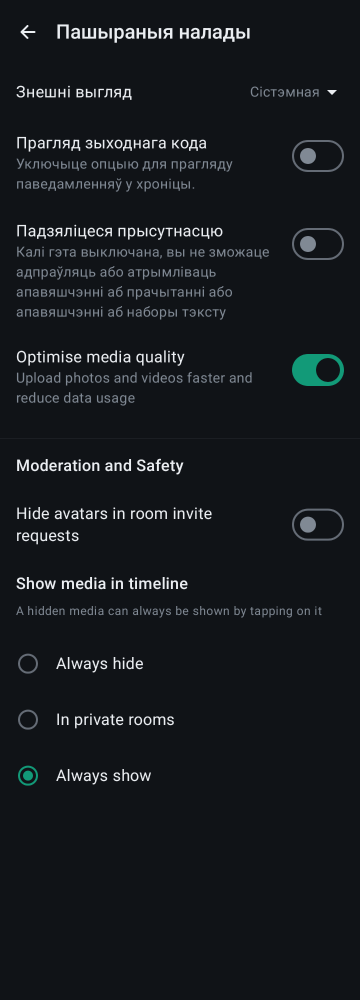 Пашыраныя налады
Знешні выгляд
Сістэмная
Прагляд зыходнага кода
Уключыце опцыю для прагляду
паведамленняў у хроніцы.
Падзяліцеся прысутнасцю
Калі гэта выключана, вы не зможаце
адпраўляць або атрымліваць
апавяшчэнні аб прачытанні або
апавяшчэнні аб наборы тэксту
Optimise media quality
Upload photos and videos faster and
reduce data usage
Moderation and Safety
Hide avatars in room invite
requests
Show media in timeline
A hidden media can always be shown by tapping on it
Always hide
In private rooms
Always show